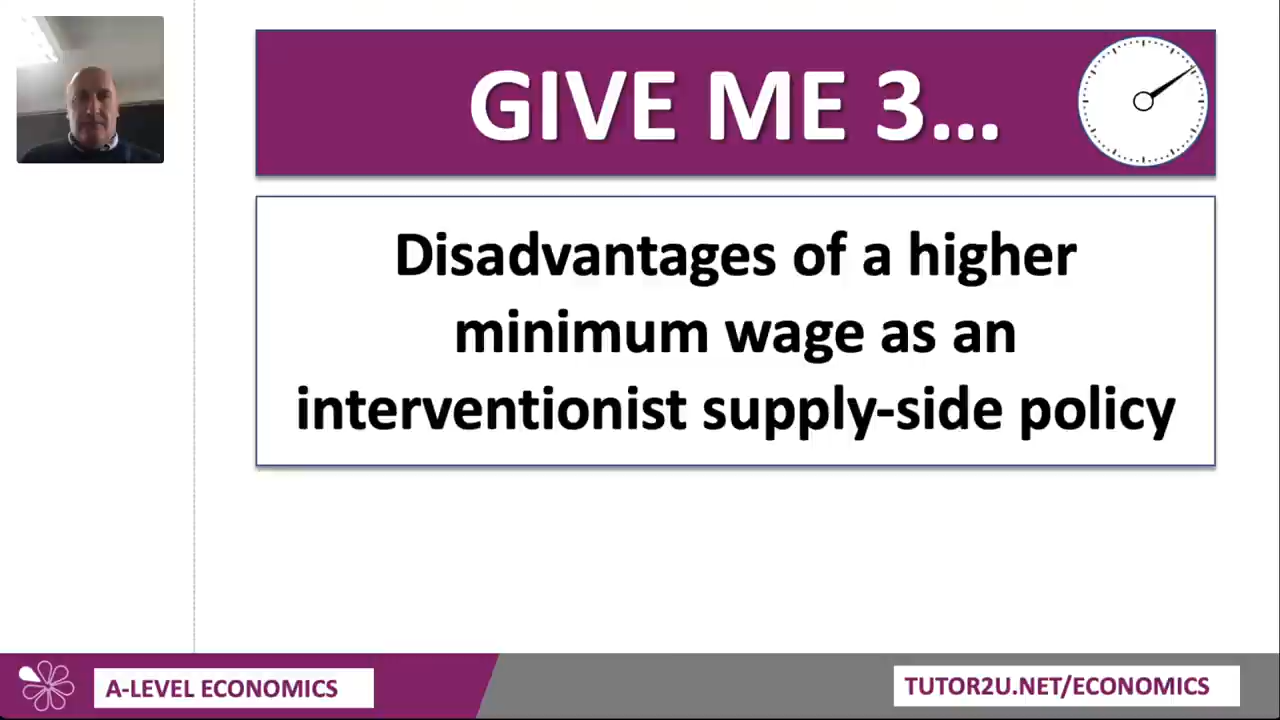 GIVE ME 3...
Disadvantages of a higher
minimum wage as an
interventionist supply-side policy
A-LEVEL ECONOMICS
TUTOR2U.NET/ECONOMICS